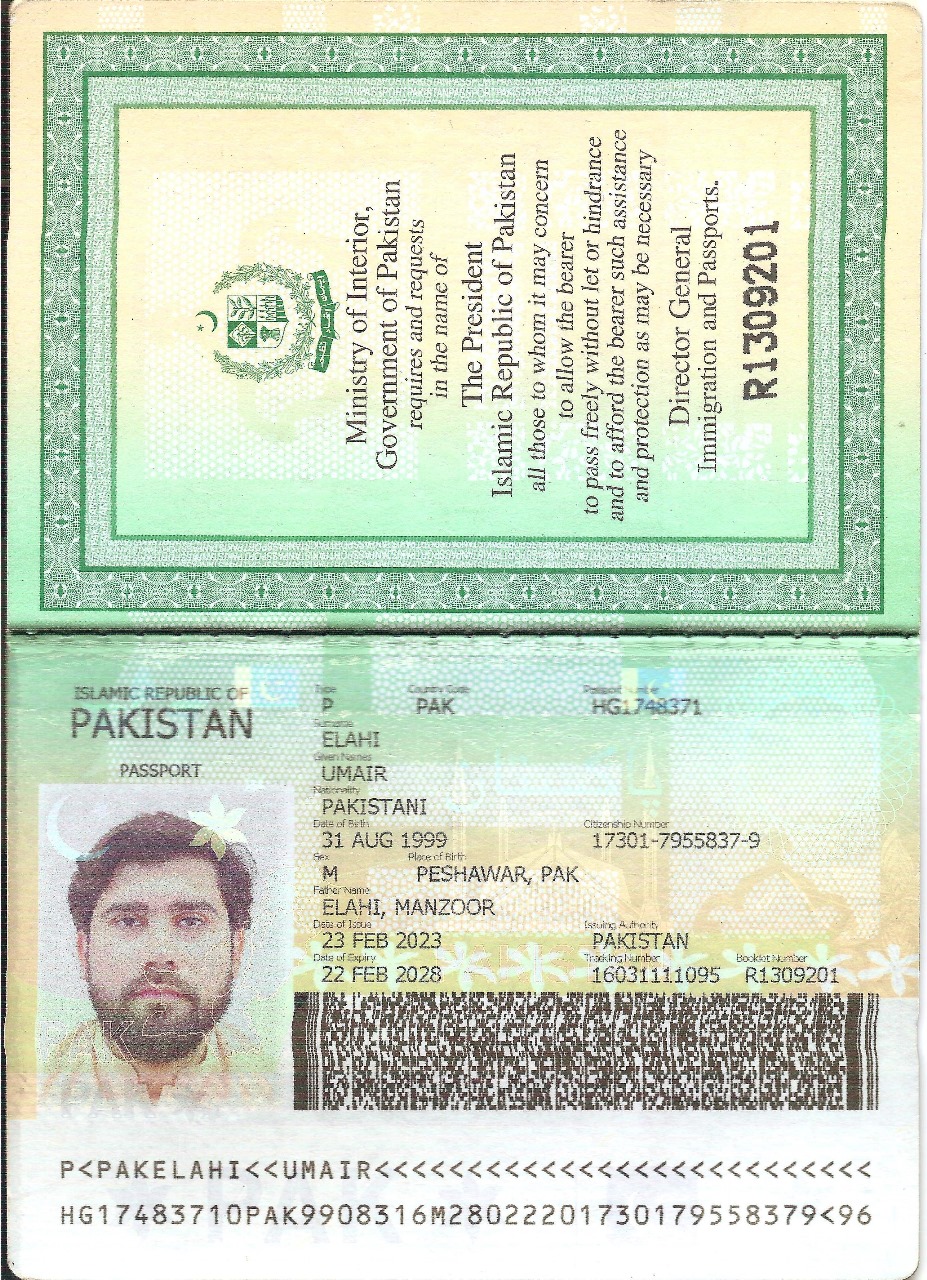 Ministry of Interior,
Government of Pakistan
requires and requests
in the name of
The President
Islamic Republic of Pakistan
all those to whom it may concern
to allow the bearer
to pass freely without let or hindrance
and to afford the bearer such assistance
and protection as may be necessary
Director General
Immigration and Passports.
R1309201
ISLAMIC REPUBLIC OF
PAKISTAN
PASSPORT
Type Country Code Passport Number
P PAK HG1748371
Surname
ELAHI
Given Names
UMAIR
Nationality
PAKISTANI
Date of Birth Citizenship Number
31 AUG 1999 17301-7955837-9
Sex Place of Birth
M PESHAWAR, PAK
Father Name
ELAHI, MANZOOR
Date of Issue Issuing Authority
23 FEB 2023 PAKISTAN
Date of Expiry Tracking Number Booklet Number
22 FEB 2028 16031111095 R1309201
P<PAKELAHI<<UMAIR<<<<<<<<<<<<<<<<<<<<<<<<<<<
HG17483710PAK9908316M28022201730179558379<96